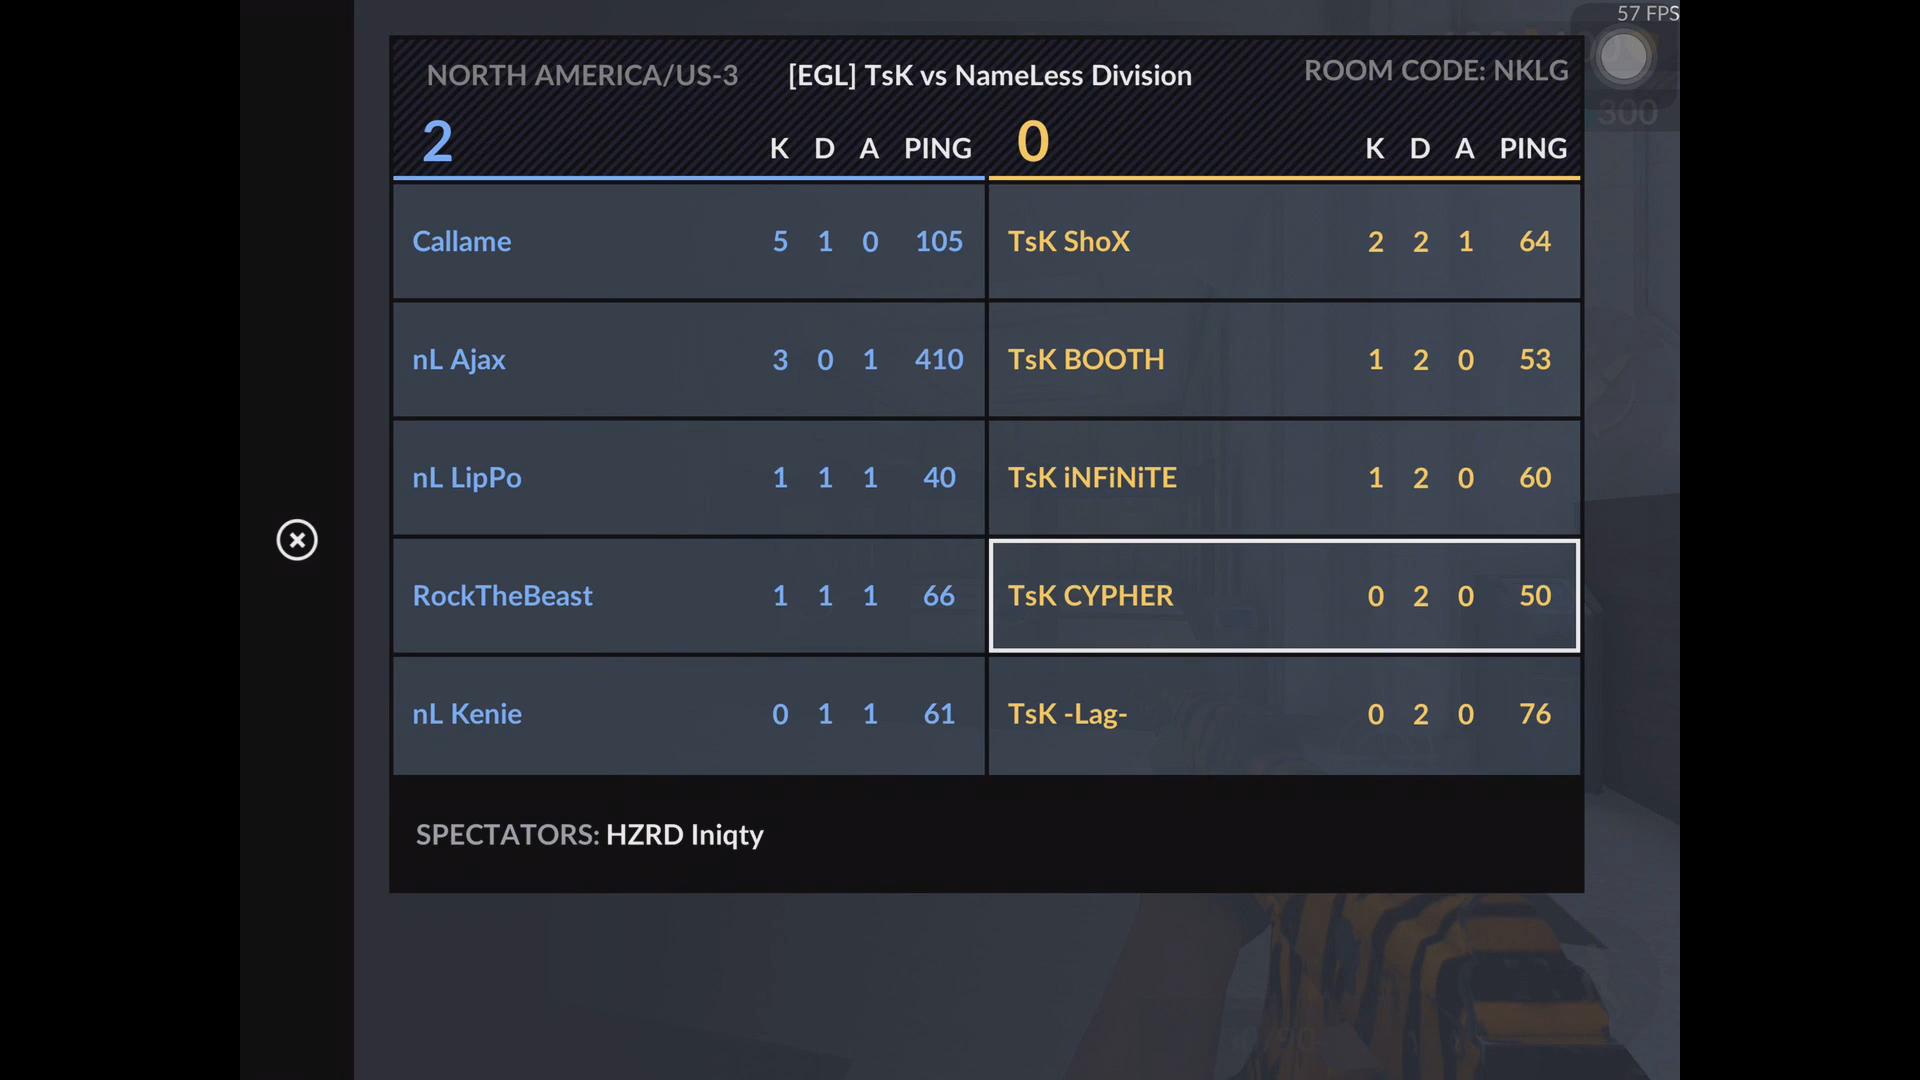 57 FPS
NORTH AMERICA/US-3 [EGL] TsK vs NameLess Division ROOM CODE: NKLG
300
2 K D A PING 0 K D A PING
Callame 5 1 0 105 TsK ShoX 2 2 1 64
nL Ajax 3 0 1 410 TsK BOOTH 1 2 0 53
nL LipPo 1 1 1 40 TsK iNFiNiTE 1 2 0 60
RockTheBeast 1 1 1 66 TsK CYPHER 0 2 0 50
nL Kenie 0 1 1 61 TsK -Lag- 0 2 0 76
SPECTATORS: HZRD Iniqty